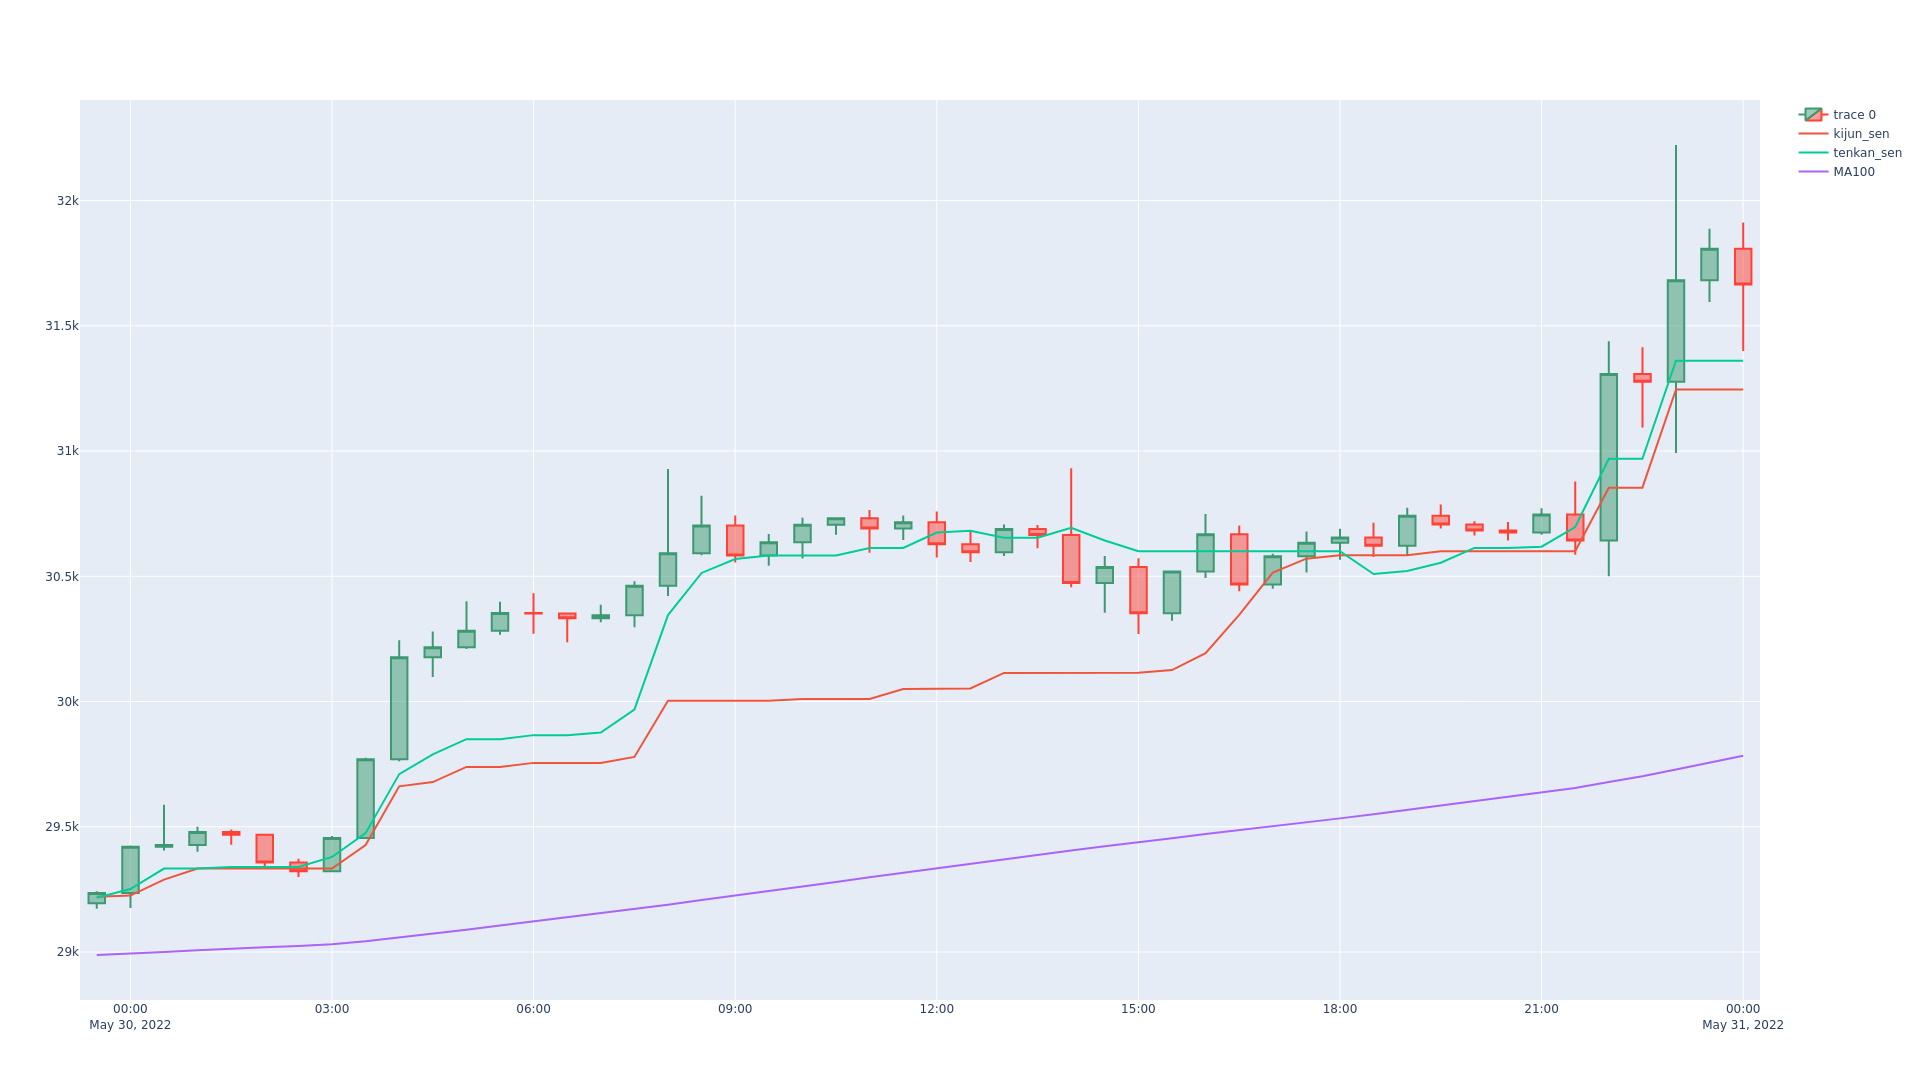 trace 0
kijun_sen
tenkan_sen
MA100
32k
31.5k
31k
30.5k
30k
29.5k
29k
00:00 03:00 06:00 09:00 12:00 15:00 18:00 21:00 00:00
May 30, 2022 May 31, 2022